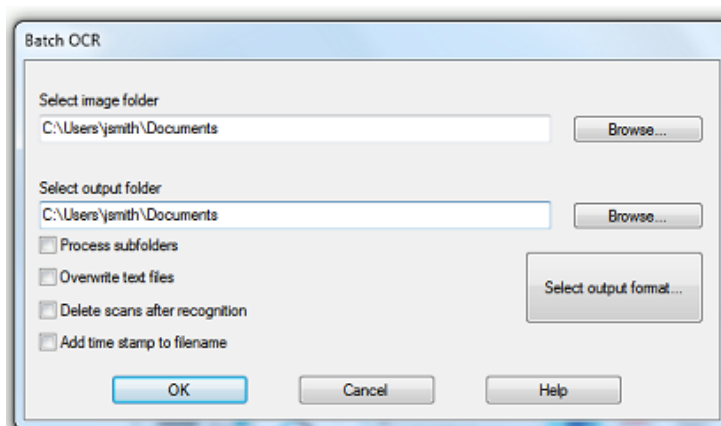 Batch OCR
Select image folder
C:\Users\jsmith\Documents
Browse...
Select output folder
C:\Users\jsmith\Documents
Browse...
Process subfolders
Overwrite text files
Select output format...
Delete scans after recognition
Add time stamp to filename
OK
Cancel
Help